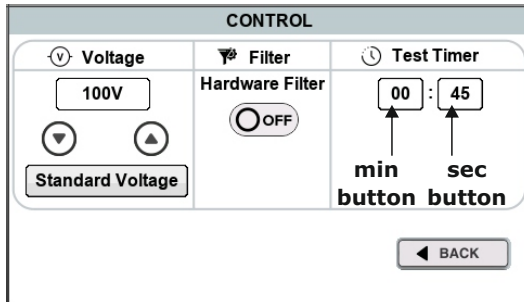 CONTROL
V Voltage
100V
Standard Voltage
Filter
Hardware Filter
OFF
Test Timer
00 : 45
min button
sec button
BACK